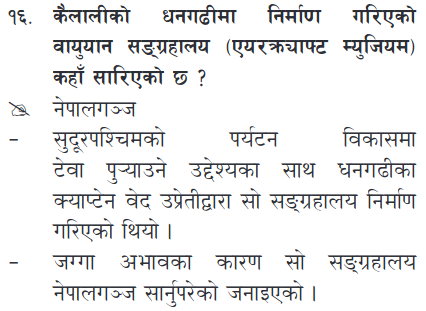 १६. कैलालीको धनगढीमा निर्माण गरिएको
वायुयान सङ्ग्रहालय (एयरक्र्याफ्ट म्युजियम)
कहाँ सारिएको छ ?
नेपालगञ्ज
– सुदूरपश्चिमको पर्यटन विकासमा
टेवा पुऱ्याउने उद्देश्यका साथ धनगढीका
क्याप्टेन वेद उप्रेतीद्वारा सो सङ्ग्रहालय निर्माण
गरिएको थियो ।
– जग्गा अभावका कारण सो सङ्ग्रहालय
नेपालगञ्ज सार्नुपरेको जनाइएको ।